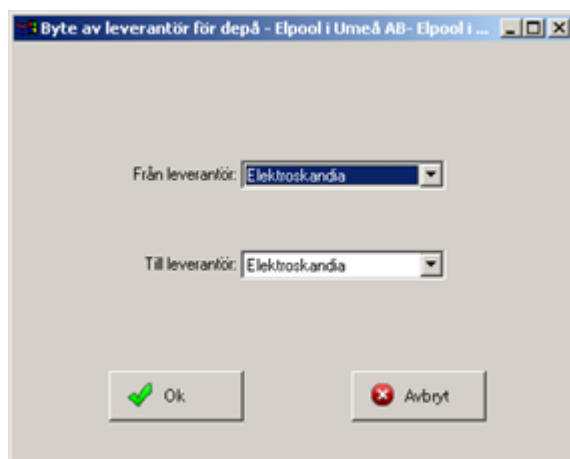 Byte av leverantör för depå - Elpool i Umeå AB- Elpool i ...
Från leverantör: Elektroskandia
Till leverantör: Elektroskandia
Ok Avbryt